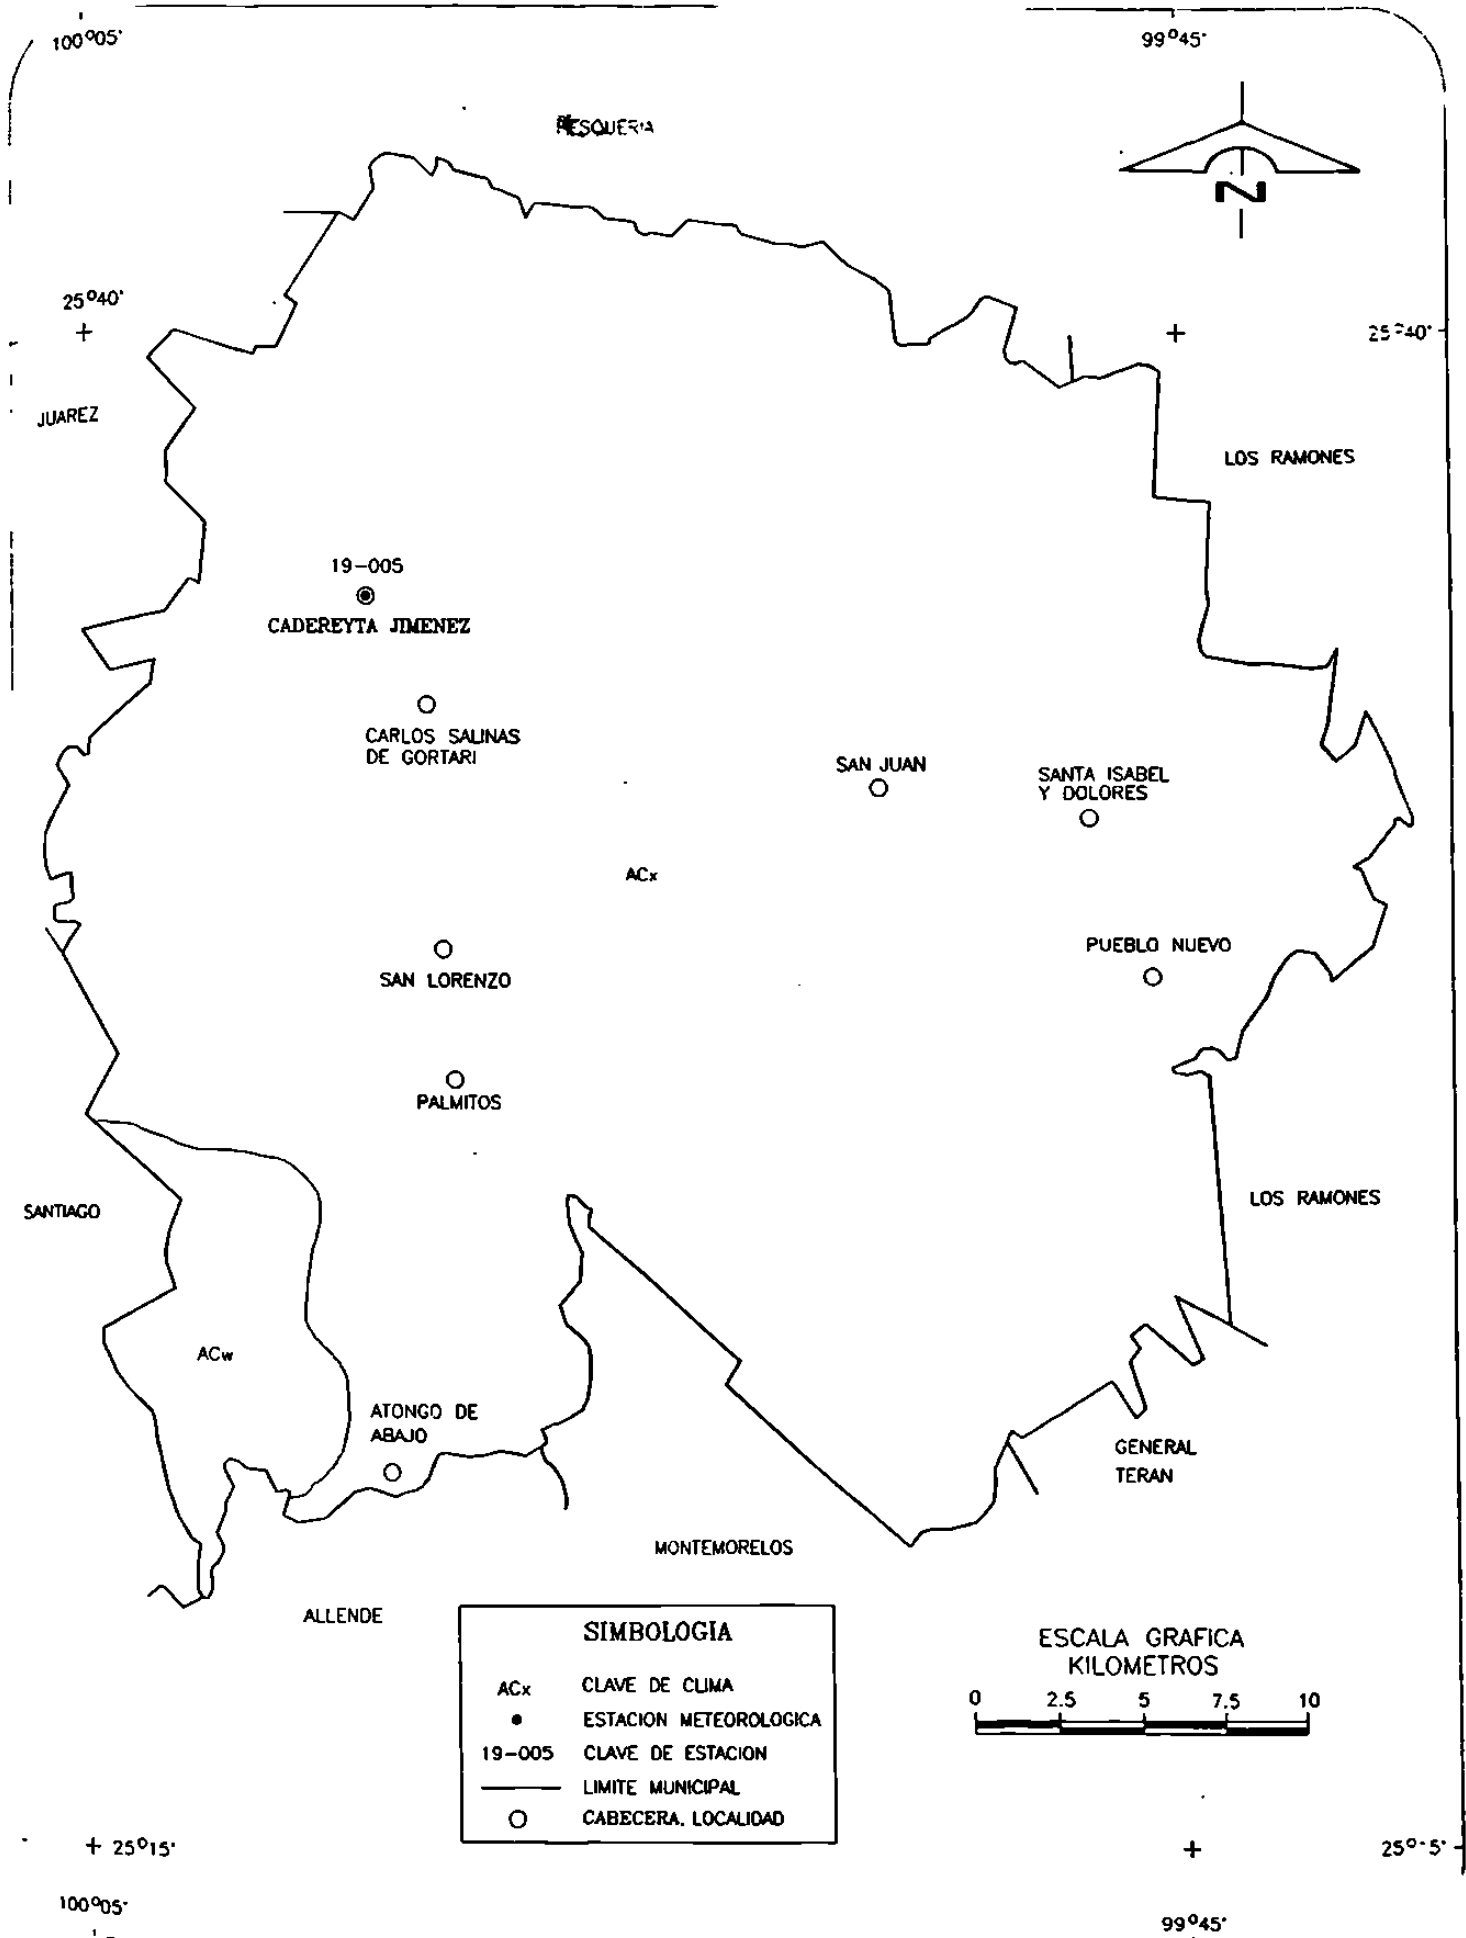 100°05'
99°45'
N
25°40'
JUAREZ
LOS RAMONES
19-005
CADEREYTA JIMENEZ
CARLOS SALINAS
DE GORTARI
SAN JUAN
SANTA ISABEL
Y DOLORES
ACx
PUEBLO NUEVO
SAN LORENZO
PALMITOS
SANTIAGO
LOS RAMONES
ACw
ATONGO DE
ABAJO
GENERAL
TERAN
MONTEMORELOS
ALLENDE
SIMBOLOGIA
ACx CLAVE DE CLIMA
ESTACION METEOROLOGICA
19-005 CLAVE DE ESTACION
LIMITE MUNICIPAL
CABECERA, LOCALIDAD
ESCALA GRAFICA
KILOMETROS
0 2.5 5 7.5 10
25°15'
100°05'
99°45'